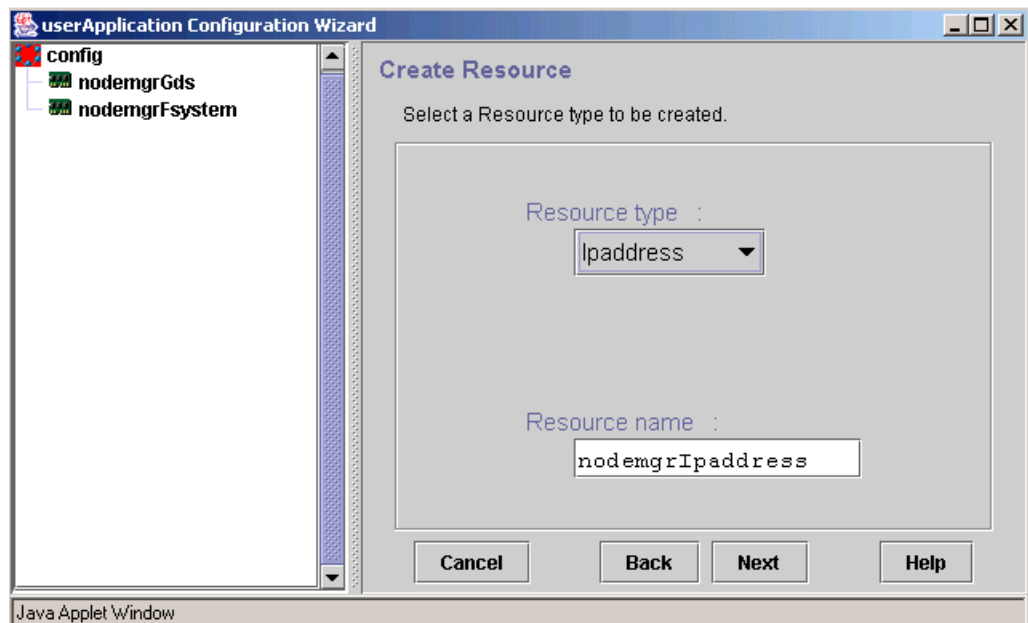 userApplication Configuration Wizard
config
nodemgrGds
nodemgrFsystem
Create Resource
Select a Resource type to be created.
Resource type :
Ipaddress
Resource name :
nodemgrIpaddress
Cancel
Back
Next
Help
Java Applet Window